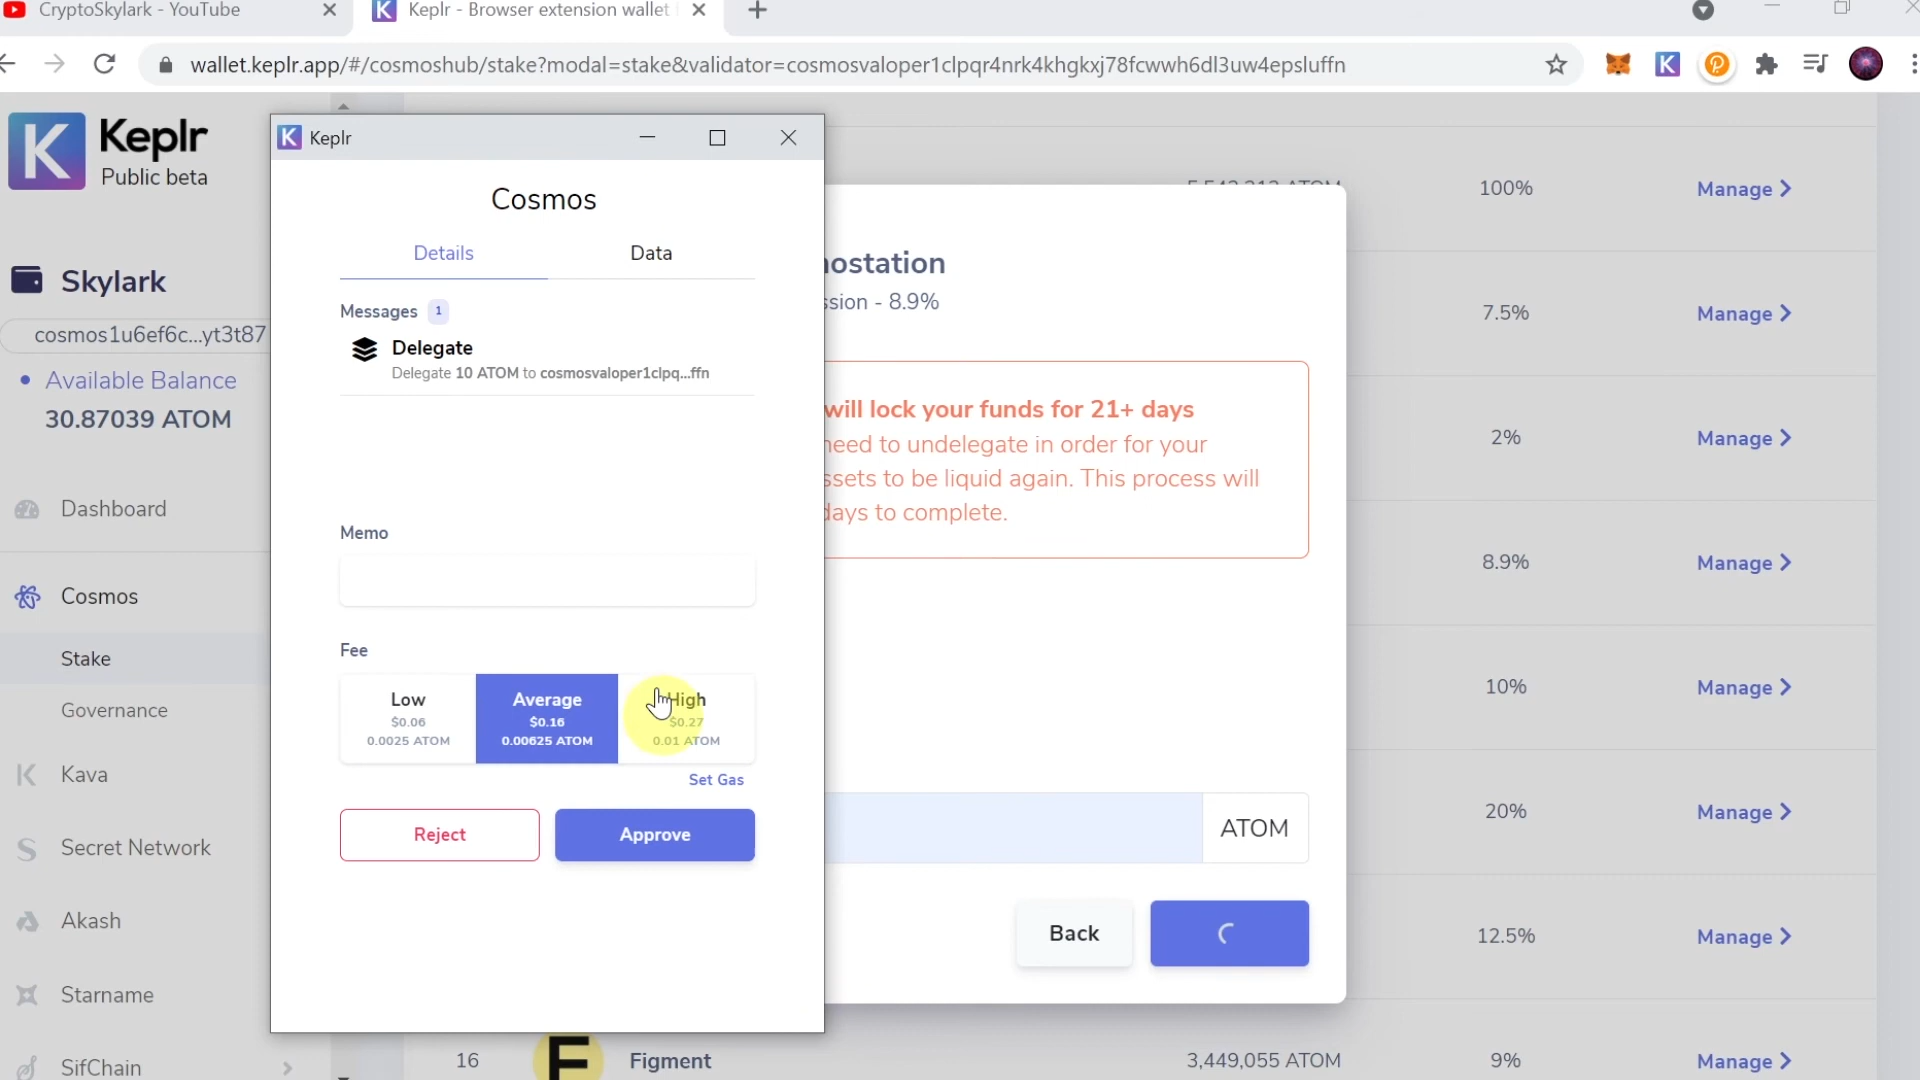 CryptoSkylark - YouTube
Keplr - Browser extension wallet
wallet.keplr.app/#/cosmoshub/stake?modal=stake&validator=cosmosvaloper1clpqr4nrk4khgkxj78fcwwh6dl3uw4epsluffn
Keplr
Public beta
Skylark
cosmos1u6ef6c...yt3t87
Available Balance
30.87039 ATOM
Dashboard
Cosmos
Stake
Governance
Kava
Secret Network
Akash
Starname
SifChain
Keplr
Cosmos
Details
Data
Messages 1
Delegate
Delegate 10 ATOM to cosmosvaloper1clpq...ffn
Memo
Fee
Low
$0.06
0.0025 ATOM
Average
$0.16
0.00625 ATOM
High
$0.27
0.01 ATOM
Set Gas
Reject
Approve
ostation
sion - 8.9%
will lock your funds for 21+ days
need to undelegate in order for your
ssets to be liquid again. This process will
days to complete.
ATOM
Back
100% Manage
7.5% Manage
2% Manage
8.9% Manage
10% Manage
20% Manage
12.5% Manage
16 Figment 3,449,055 ATOM 9% Manage